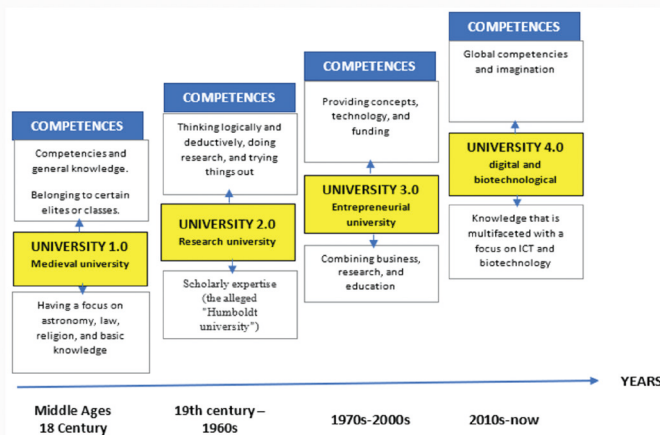 COMPETENCES
Competencies and
general knowledge.
Belonging to certain
elites or classes.
UNIVERSITY 1.0
Medieval university
Having a focus on
astronomy, law,
religion, and basic
knowledge
COMPETENCES
Thinking logically and
deductively, doing
research, and trying
things out
UNIVERSITY 2.0
Research university
Scholarly expertise
(the alleged
"Humboldt
university")
COMPETENCES
Providing concepts,
technology, and
funding
UNIVERSITY 3.0
Entrepreneurial
university
Combining business,
research, and
education
COMPETENCES
Global competencies
and imagination
UNIVERSITY 4.0
digital and
biotechnological
Knowledge that is
multifaceted with a
focus on ICT and
biotechnology
YEARS
Middle Ages
18 Century
19th century –
1960s
1970s-2000s
2010s-now